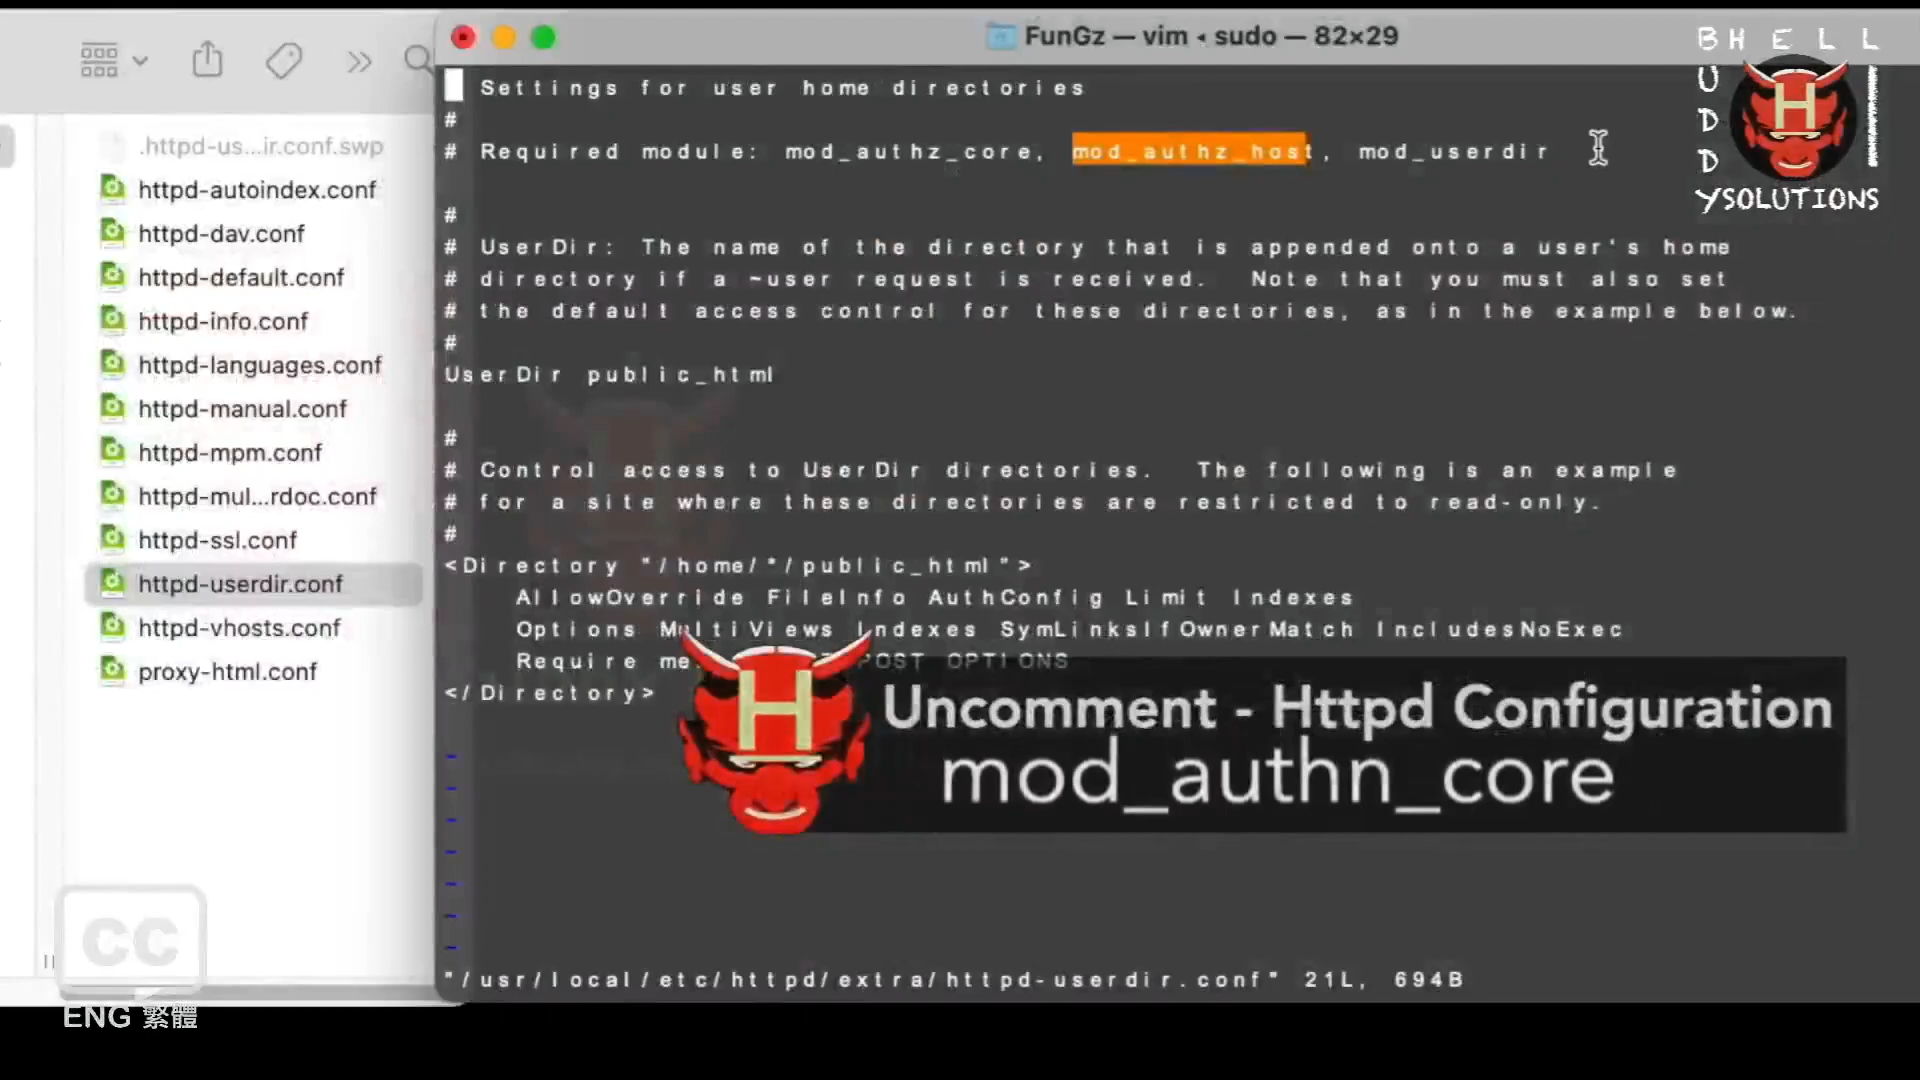 FunGz — vim ◂ sudo — 82×29
B H E L L
U
D
D
YSOLUTIONS
H
.httpd-us...ir.conf.swp
httpd-autoindex.conf
httpd-dav.conf
httpd-default.conf
httpd-info.conf
httpd-languages.conf
httpd-manual.conf
httpd-mpm.conf
httpd-mul...rdoc.conf
httpd-ssl.conf
httpd-userdir.conf
httpd-vhosts.conf
proxy-html.conf
Settings for user home directories
#
# Required module: mod_authz_core, mod_authz_host, mod_userdir
#
# UserDir: The name of the directory that is appended onto a user's home
# directory if a ~user request is received.  Note that you must also set
# the default access control for these directories, as in the example below.
#
UserDir public_html
#
# Control access to UserDir directories.  The following is an example
# for a site where these directories are restricted to read-only.
#
<Directory "/home/*/public_html">
AllowOverride FileInfo AuthConfig Limit Indexes
Options MultiViews Indexes SymLinksIfOwnerMatch IncludesNoExec
Require POST OPTIONS
</Directory>
H
Uncomment - Httpd Configuration
mod_authn_core
~
~
~
~
~
~
~
"/usr/local/etc/httpd/extra/httpd-userdir.conf" 21L, 694B
CC
ENG 繁體